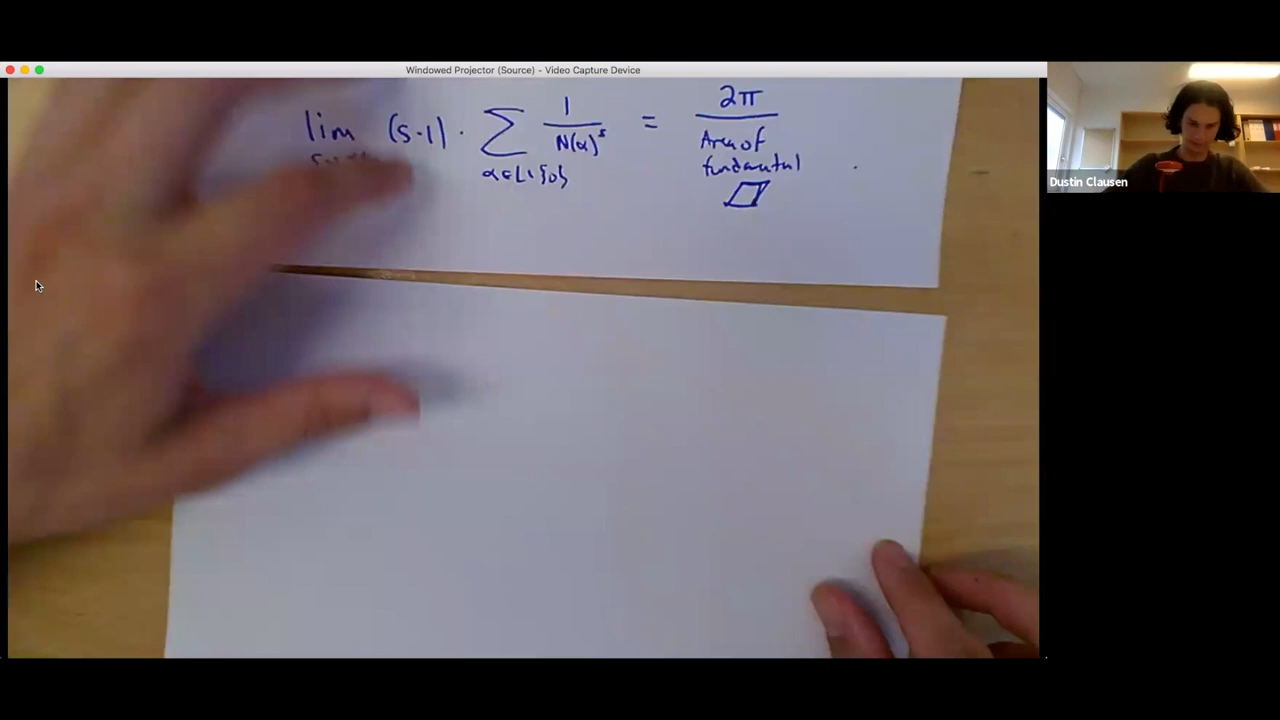 Windowed Projector (Source) - Video Capture Device
lim (s-1) · ∑ 1/N(α)^s = 2π/Area of fundamental ▱
α∈L\{0}
Dustin Clausen